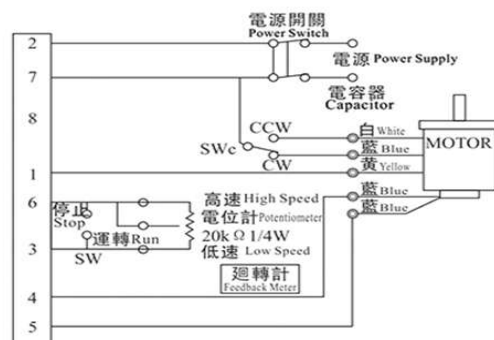 電源開關
Power Switch
2
電源 Power Supply
7
電容器
Capacitor
8
CCW
白 White
MOTOR
SWc
藍 Blue
CW
1
黄 Yellow
6
高速 High Speed
藍 Blue
停止
Stop
電位計 Potentiometer
藍 Blue
運轉 Run
20kΩ 1/4W
3
SW
低速 Low Speed
廻轉計
Feedback Meter
4
5